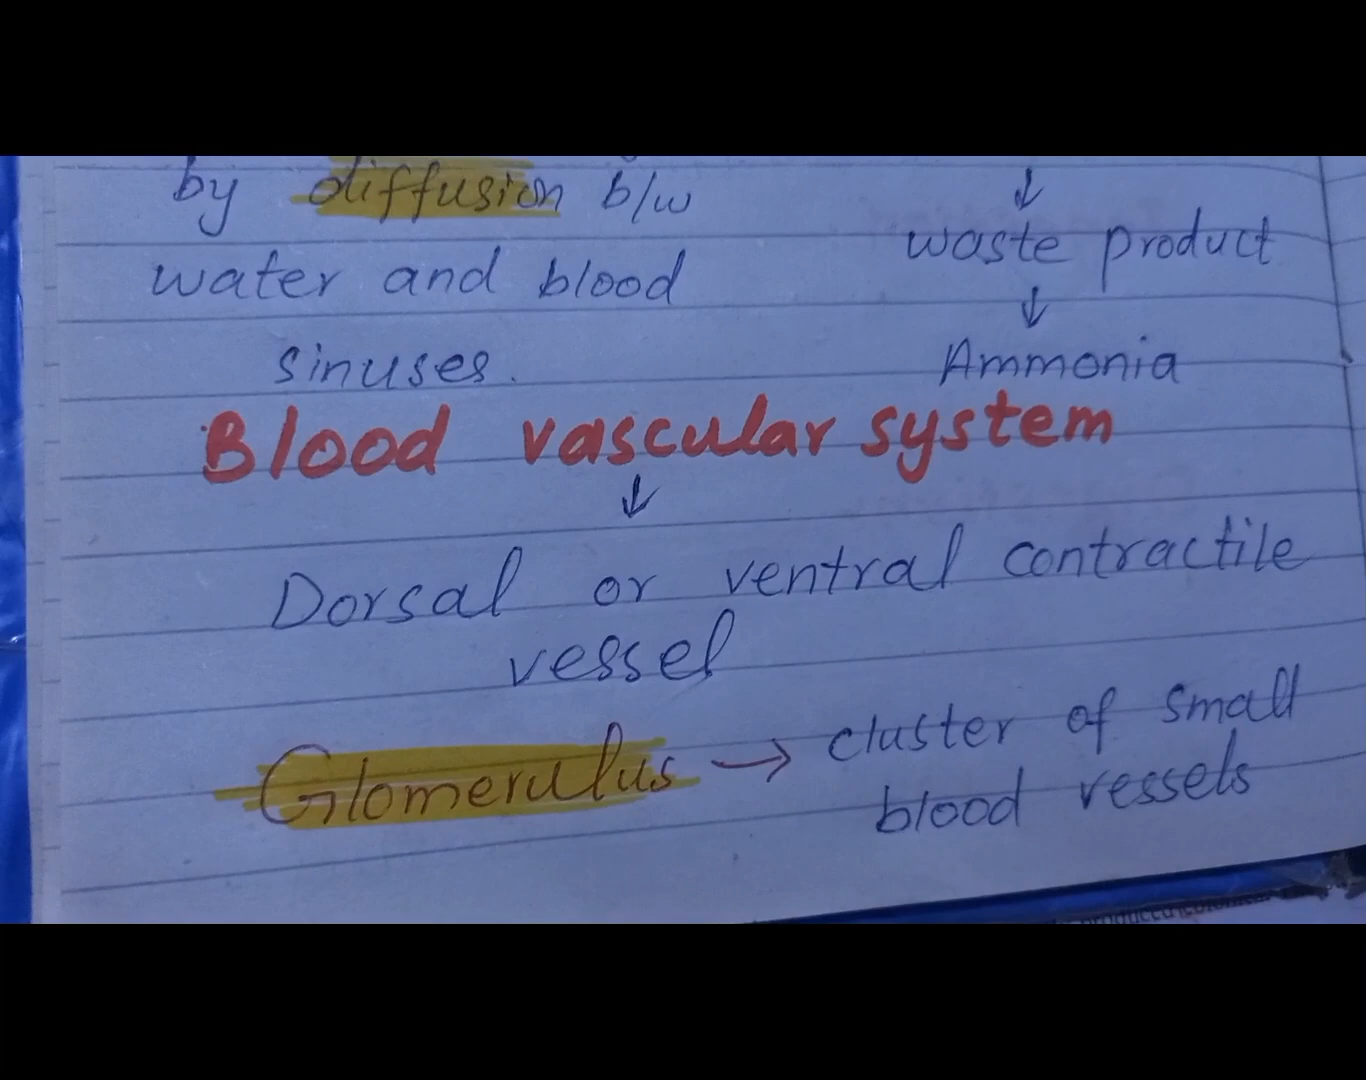 by diffusion b/w
water and blood
sinuses.
↓
waste product
↓
Ammonia
Blood vascular system
↓
Dorsal or ventral contractile
vessel
Glomerulus → cluster of small
blood vessels